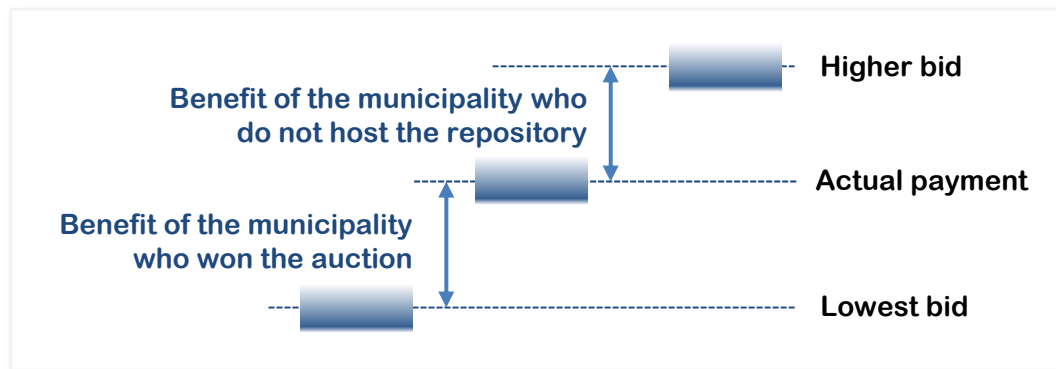 Higher bid
Benefit of the municipality who
do not host the repository
Actual payment
Benefit of the municipality
who won the auction
Lowest bid